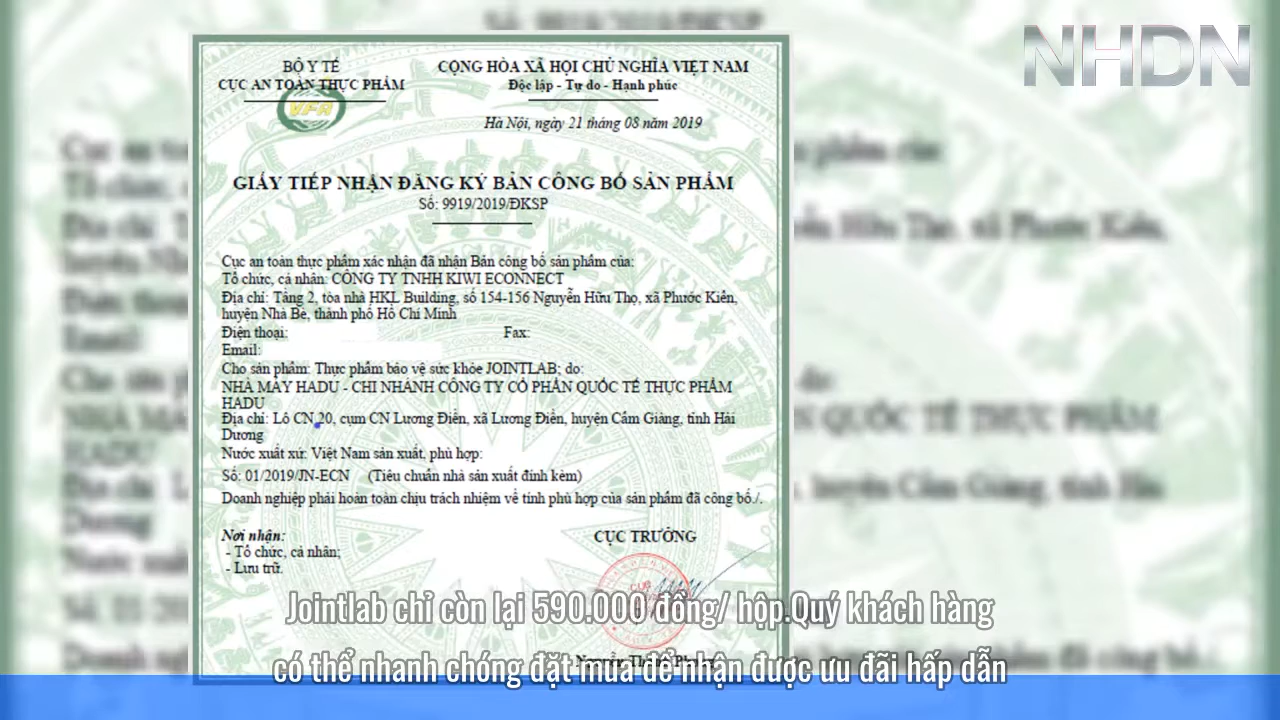 NHDN
BỘ Y TẾ
CỤC AN TOÀN THỰC PHẨM
VFA
CỘNG HÒA XÃ HỘI CHỦ NGHĨA VIỆT NAM
Độc lập - Tự do - Hạnh phúc
Hà Nội, ngày 21 tháng 08 năm 2019
GIẤY TIẾP NHẬN ĐĂNG KÝ BẢN CÔNG BỐ SẢN PHẨM
Số: 9919/2019/ĐKSP
Cục an toàn thực phẩm xác nhận đã nhận Bản công bố sản phẩm của:
Tổ chức, cá nhân: CÔNG TY TNHH KIWI ECONNECT
Địa chỉ: Tầng 2, tòa nhà HKL Building, số 154-156 Nguyễn Hữu Thọ, xã Phước Kiển,
huyện Nhà Bè, thành phố Hồ Chí Minh
Điện thoại: Fax:
Email:
Cho sản phẩm: Thực phẩm bảo vệ sức khỏe JOINTLAB; do:
NHÀ MÁY HADU - CHI NHÁNH CÔNG TY CỔ PHẦN QUỐC TẾ THỰC PHẨM
HADU
Địa chỉ: Lô CN 20, cụm CN Lương Điền, xã Lương Điền, huyện Cẩm Giàng, tỉnh Hải
Dương
Nước xuất xứ: Việt Nam sản xuất, phù hợp:
Số: 01/2019/JN-ECN (Tiêu chuẩn nhà sản xuất đính kèm)
Doanh nghiệp phải hoàn toàn chịu trách nhiệm về tính phù hợp của sản phẩm đã công bố./.
Nơi nhận:
- Tổ chức, cá nhân;
- Lưu trữ.
CỤC TRƯỞNG
Jointlab chỉ còn lại 590.000 đồng/ hộp.Quý khách hàng
có thể nhanh chóng đặt mua để nhận được ưu đãi hấp dẫn